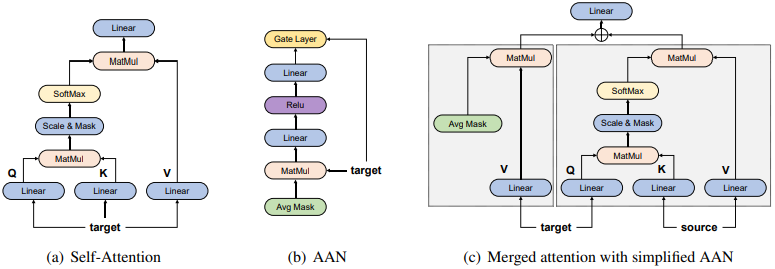 Linear
MatMul
SoftMax
Scale & Mask
MatMul
Q K V
Linear Linear Linear
target
(a) Self-Attention
Gate Layer
Linear
Relu
Linear
MatMul target
Avg Mask
(b) AAN
Linear
MatMul MatMul
SoftMax
Avg Mask Scale & Mask
MatMul
V Q K V
Linear Linear Linear Linear
target source
(c) Merged attention with simplified AAN